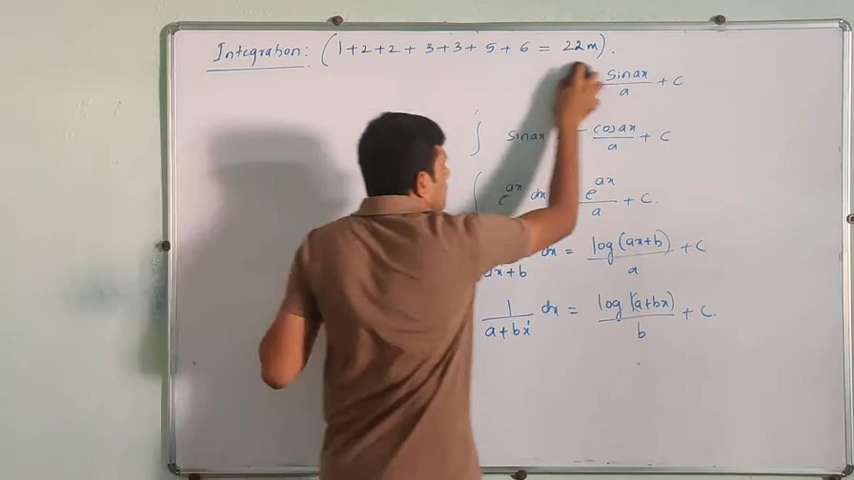 Integration: (1+2+2+3+3+5+6 = 22m).
sinax/a + c
∫ sinax - cosax/a + c
∫ e^ax dx e^ax/a + c.
ax+b dx = log(ax+b)/a + c
1/(a+bx) dx = log(a+bx)/b + c.